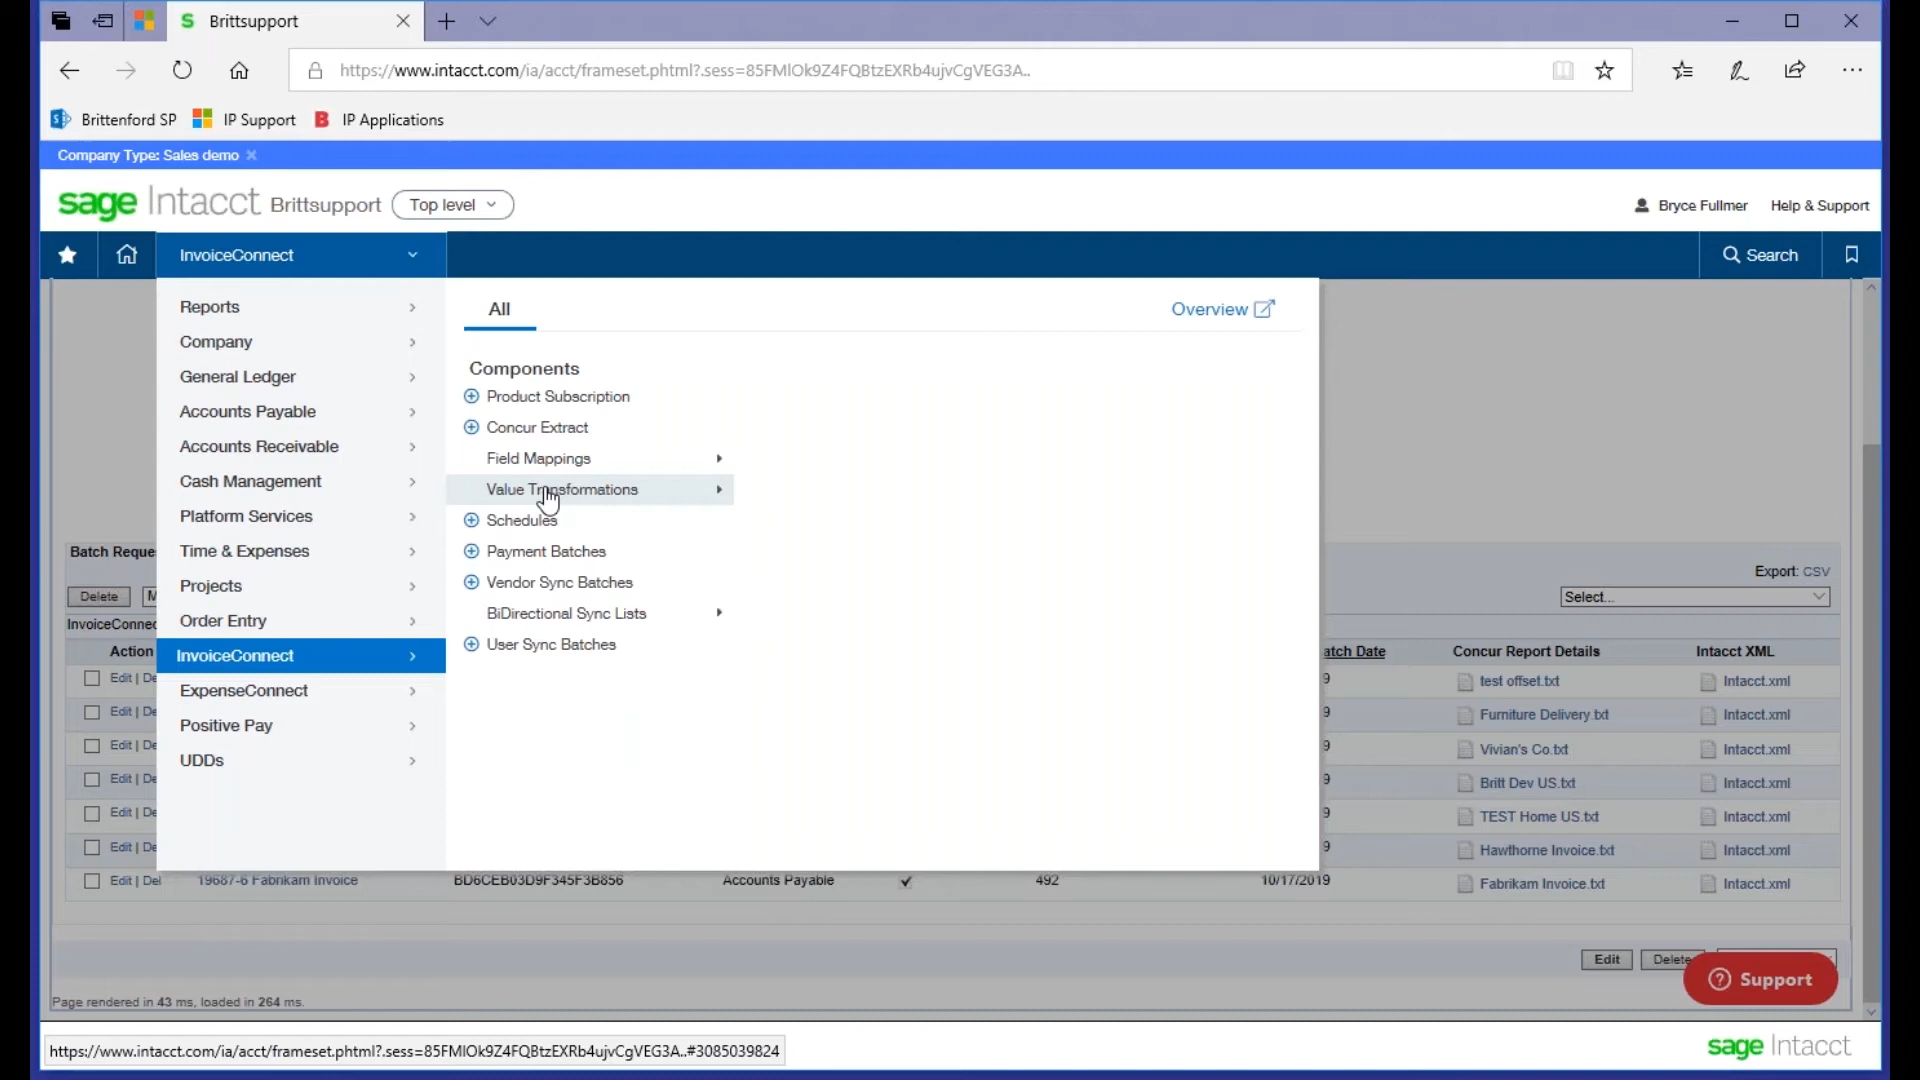 Brittsupport
https://www.intacct.com/ia/acct/frameset.phtml?.sess=85FMlOk9Z4FQBtzEXRb4ujvCgVEG3A..
Brittenford SP IP Support IP Applications
Company Type: Sales demo
sage Intacct Brittsupport Top level Bryce Fullmer Help & Support
InvoiceConnect Search
All Overview
Reports
Company
General Ledger
Accounts Payable
Accounts Receivable
Cash Management
Platform Services
Time & Expenses
Projects
Order Entry
InvoiceConnect
ExpenseConnect
Positive Pay
UDDs
Components
Product Subscription
Concur Extract
Field Mappings
Value Transformations
Schedules
Payment Batches
Vendor Sync Batches
BiDirectional Sync Lists
User Sync Batches
Batch Reque
Export: CSV
Delete M Select...
InvoiceConnec
Action atch Date Concur Report Details Intacct XML
Edit | De 9 test offset.txt Intacct.xml
Edit | De 9 Furniture Delivery.txt Intacct.xml
Edit | De 9 Vivian's Co.txt Intacct.xml
Edit | De 9 Britt Dev US.txt Intacct.xml
Edit | De 9 TEST Home US.txt Intacct.xml
Edit | De 9 Hawthorne Invoice.txt Intacct.xml
Edit | Del 19687-6 Fabrikam Invoice BD6CEB03D9F345F3B856 Accounts Payable 492 10/17/2019 Fabrikam Invoice.txt Intacct.xml
Edit Delete
Support
Page rendered in 43 ms, loaded in 264 ms.
https://www.intacct.com/ia/acct/frameset.phtml?.sess=85FMlOk9Z4FQBtzEXRb4ujvCgVEG3A..#3085039824
sage Intacct